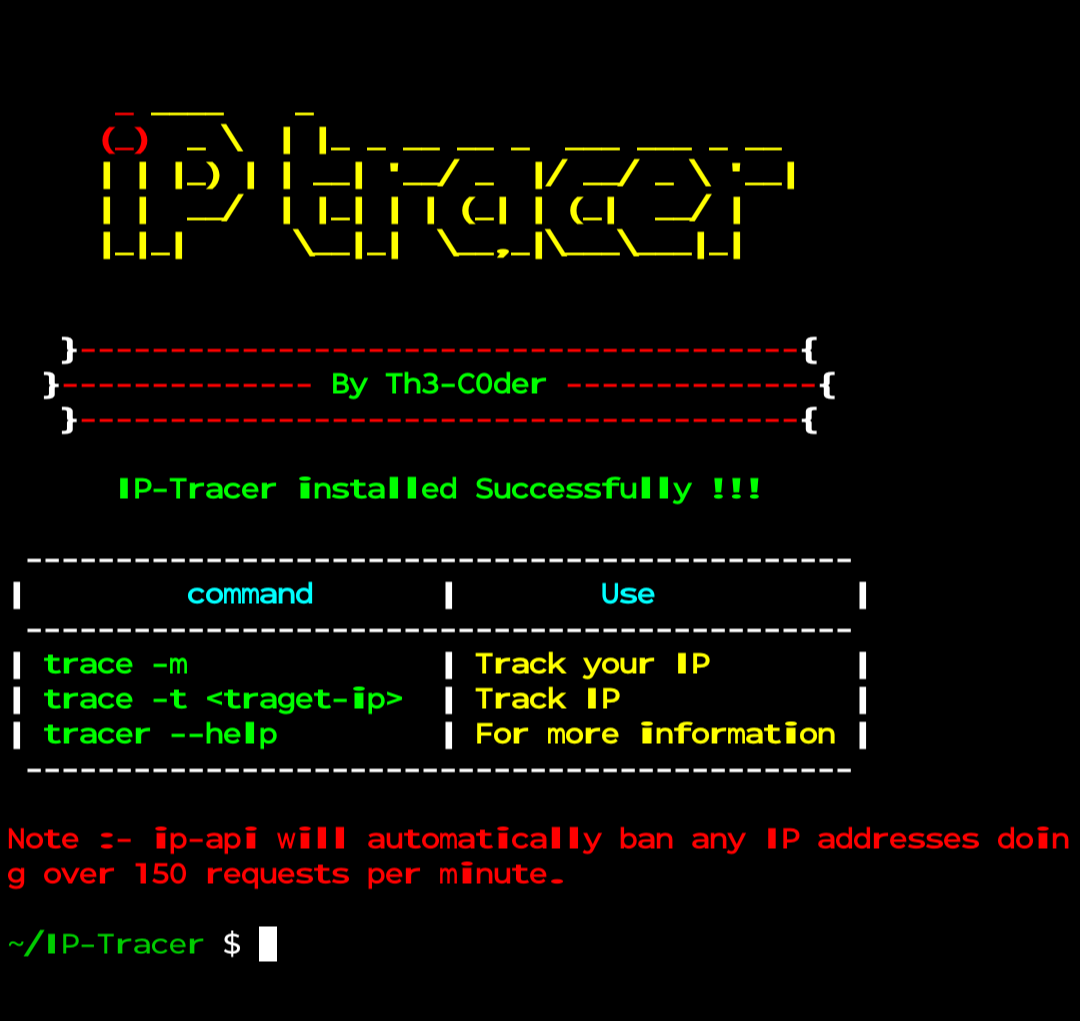 iP tracer
}----------------------------------------{
}-------------- By Th3-C0der --------------{
}----------------------------------------{
IP-Tracer installed Successfully !!!
----------------------------------------------
| command | Use |
----------------------------------------------
| trace -m | Track your IP |
| trace -t <traget-ip> | Track IP |
| tracer --help | For more information |
----------------------------------------------
Note :- ip-api will automatically ban any IP addresses doin
g over 150 requests per minute.
~/IP-Tracer $